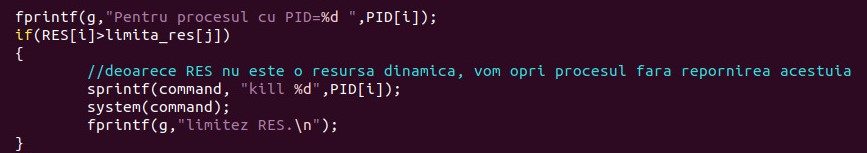 fprintf(g,"Pentru procesul cu PID=%d ",PID[i]);
if(RES[i]>limita_res[j])
{
        //deoarece RES nu este o resursa dinamica, vom opri procesul fara repornirea acestuia
        sprintf(command, "kill %d",PID[i]);
        system(command);
        fprintf(g,"limitez RES.\n");
}